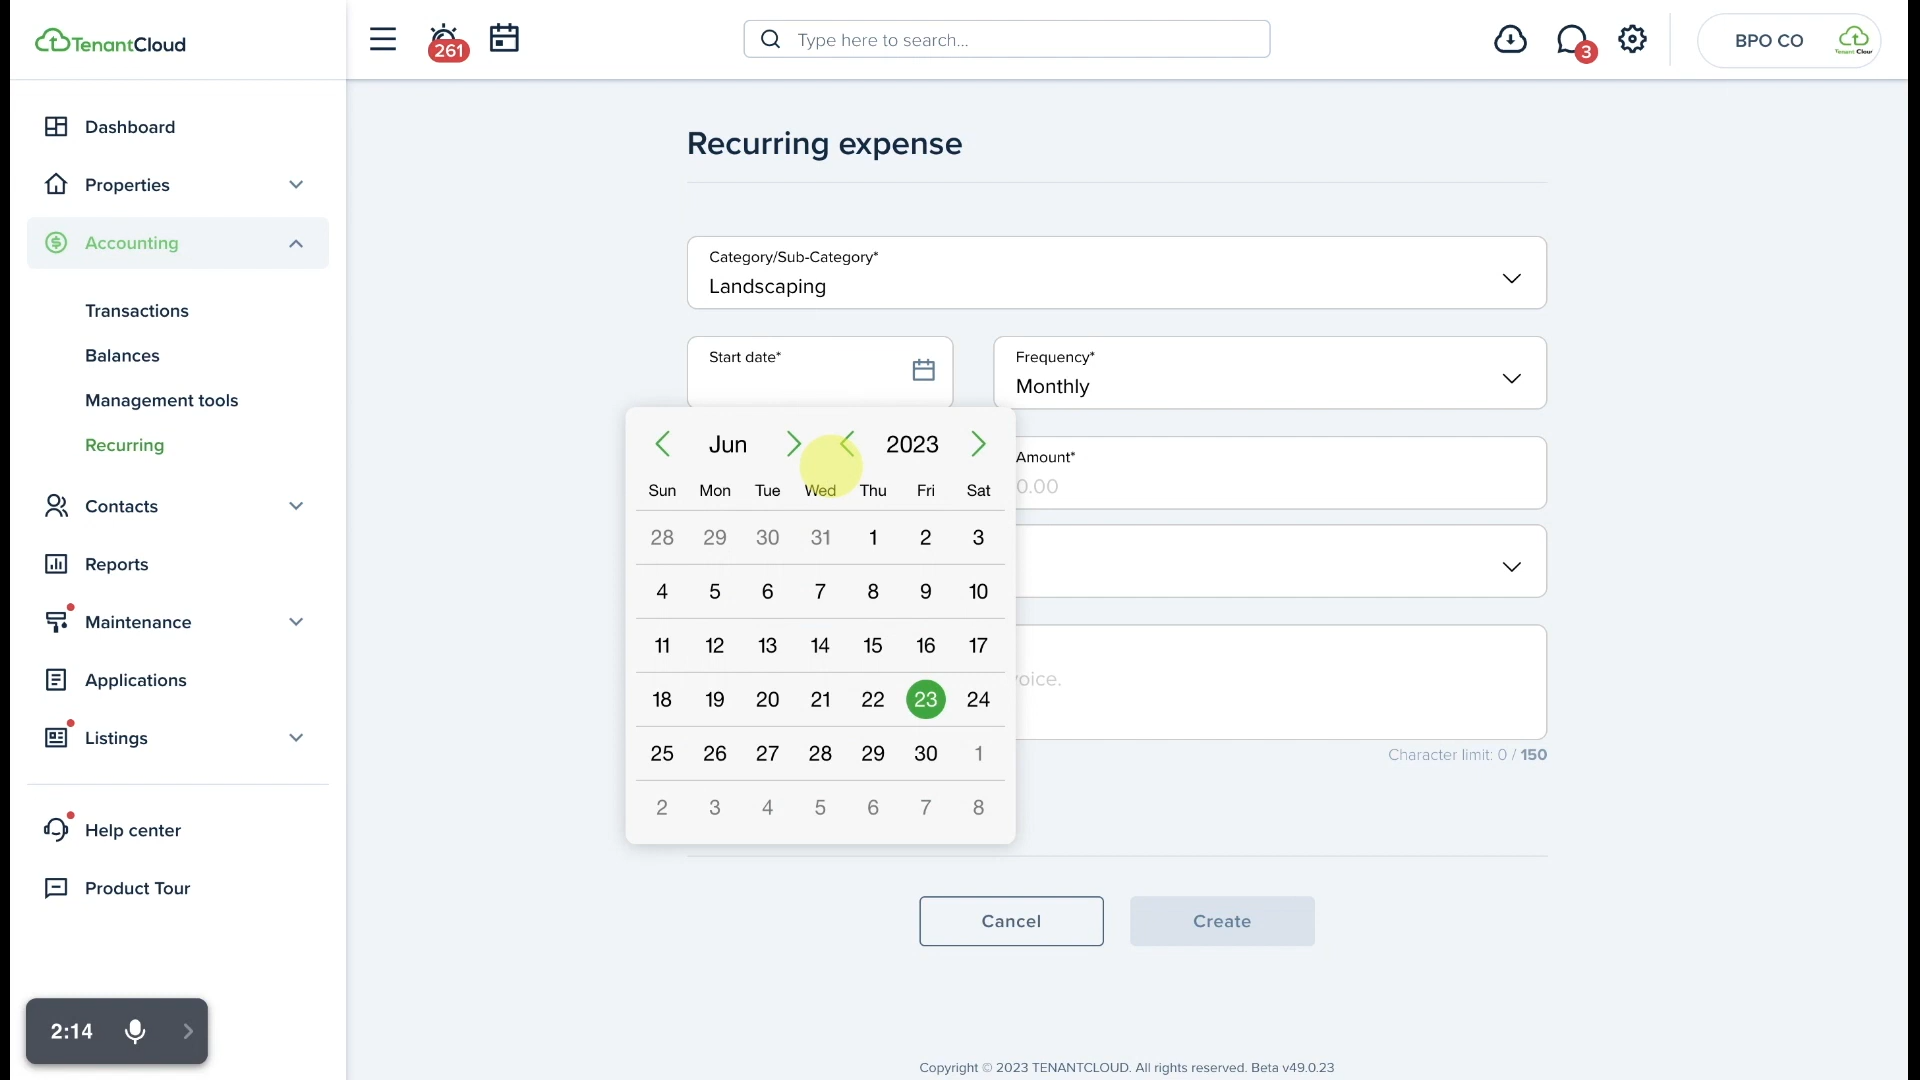 TenantCloud
261
Type here to search...
3
BPO CO
Tenant Cloud
Dashboard
Properties
Accounting
Transactions
Balances
Management tools
Recurring
Contacts
Reports
Maintenance
Applications
Listings
Help center
Product Tour
2:14
Recurring expense
Category/Sub-Category*
Landscaping
Start date*
Frequency*
Monthly
Jun 2023
Sun Mon Tue Wed Thu Fri Sat
28 29 30 31 1 2 3
4 5 6 7 8 9 10
11 12 13 14 15 16 17
18 19 20 21 22 23 24
25 26 27 28 29 30 1
2 3 4 5 6 7 8
Amount*
0.00
voice.
Character limit: 0 / 150
Cancel
Create
Copyright © 2023 TENANTCLOUD. All rights reserved. Beta v49.0.23